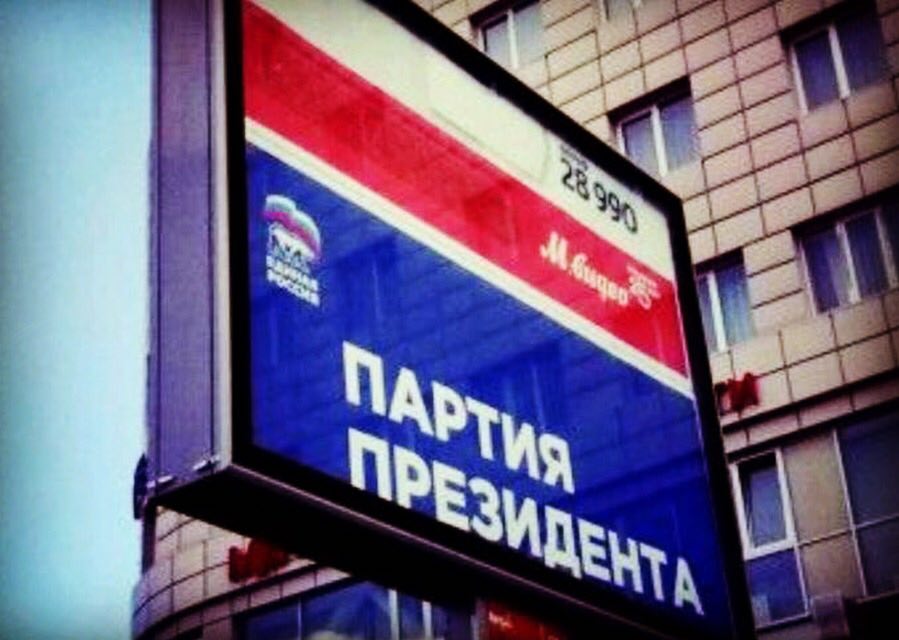 28 990
М.видео
ЕДИНАЯ
РОССИЯ
ПАРТИЯ
ПРЕЗИДЕНТА